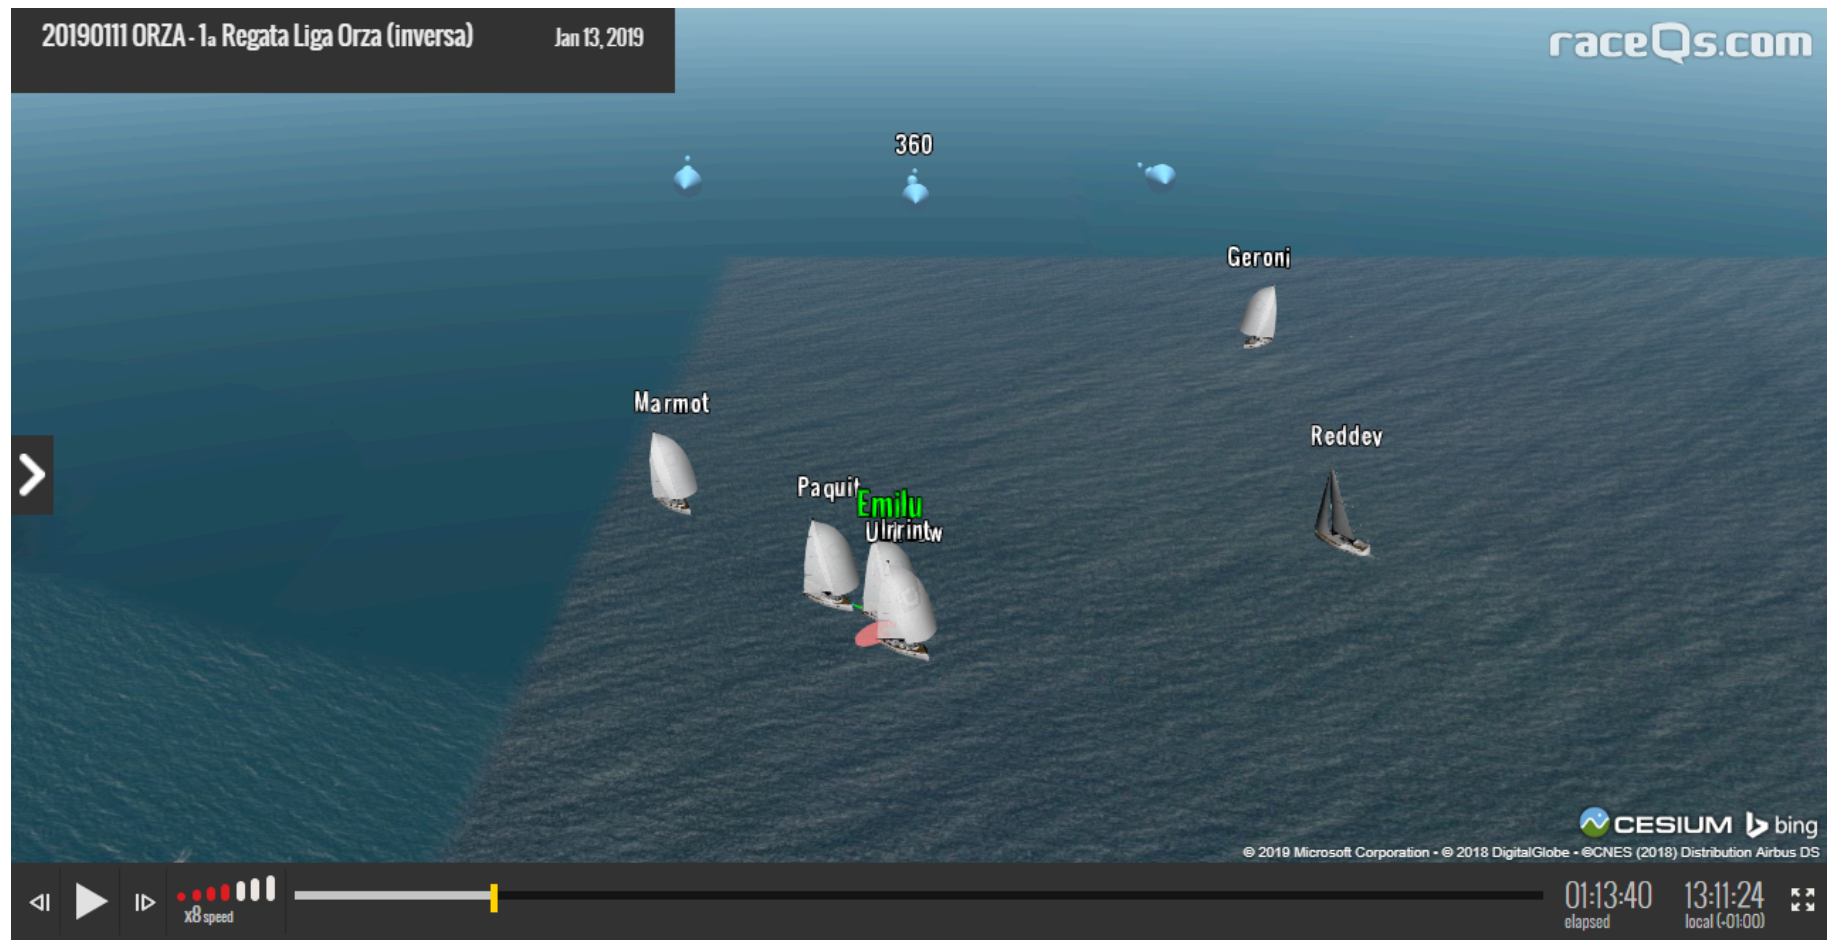 20190111 ORZA - 1ª Regata Liga Orza (inversa)
Jan 13, 2019
raceQs.com
360
Geroni
Marmot
Reddev
Paquit
Emilu
CESIUM bing
© 2019 Microsoft Corporation • © 2018 DigitalGlobe • ©CNES (2018) Distribution Airbus DS
x8 speed
01:13:40
elapsed
13:11:24
local (+01:00)